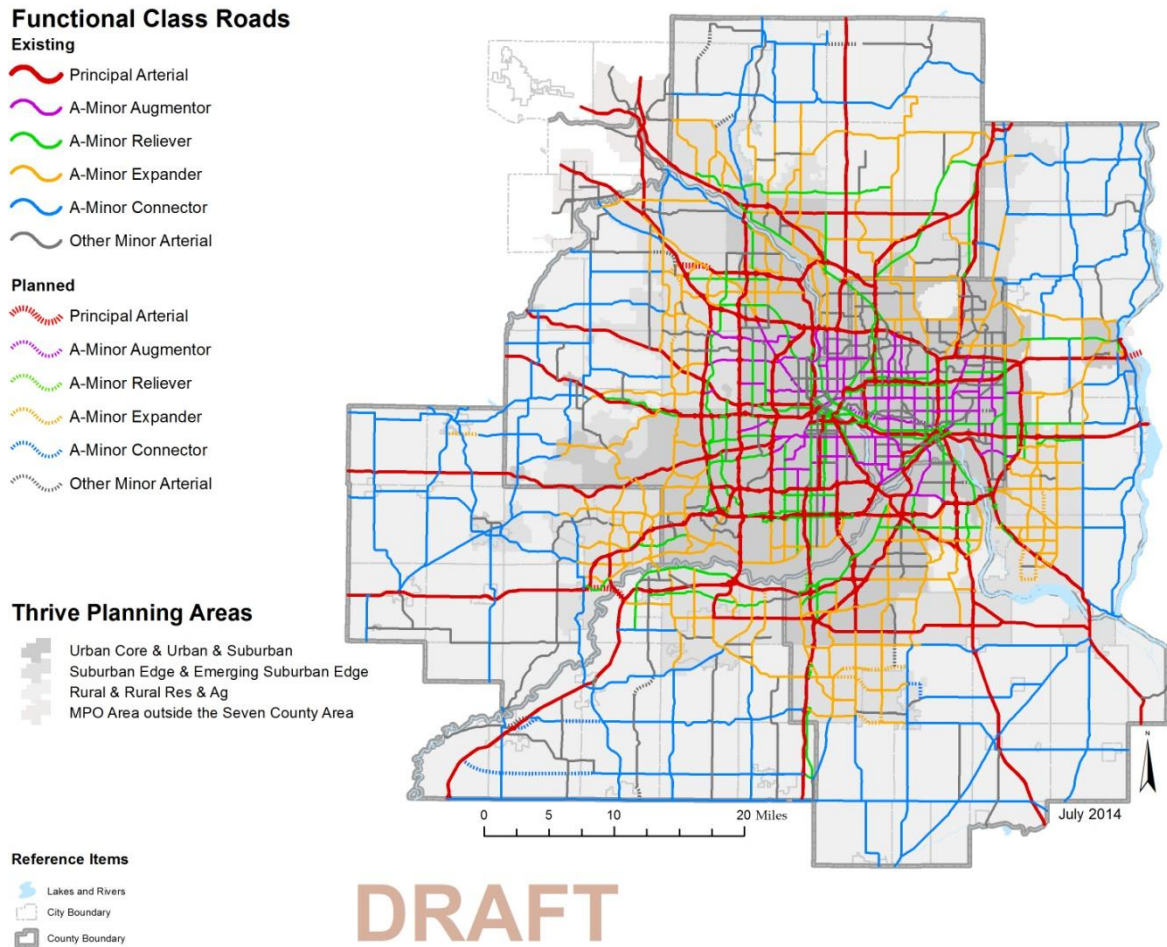 Functional Class Roads
Existing
Principal Arterial
A-Minor Augmentor
A-Minor Reliever
A-Minor Expander
A-Minor Connector
Other Minor Arterial
Planned
Principal Arterial
A-Minor Augmentor
A-Minor Reliever
A-Minor Expander
A-Minor Connector
Other Minor Arterial
Thrive Planning Areas
Urban Core & Urban & Suburban
Suburban Edge & Emerging Suburban Edge
Rural & Rural Res & Ag
MPO Area outside the Seven County Area
Reference Items
Lakes and Rivers
City Boundary
County Boundary
0 5 10 20 Miles
N
July 2014
DRAFT